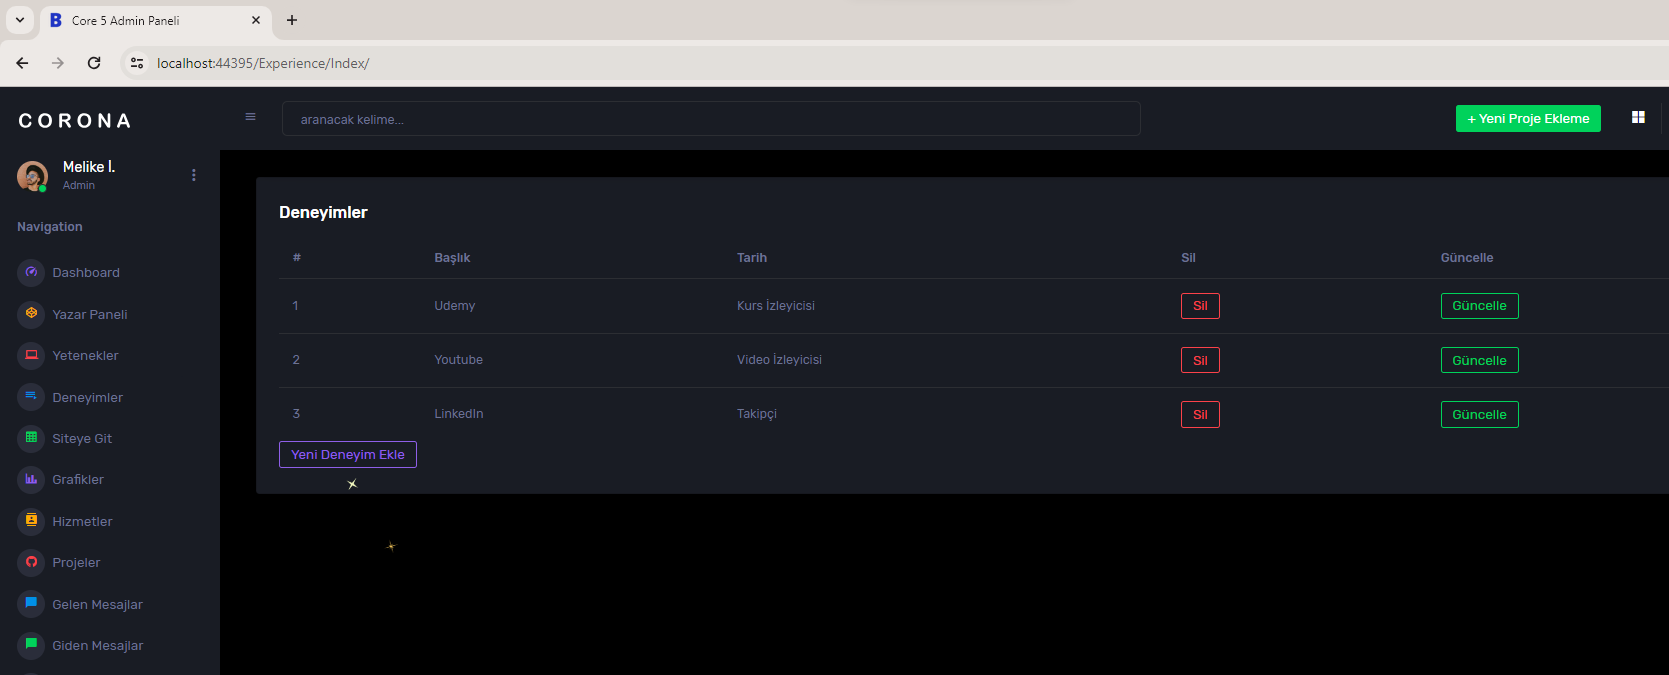 Core 5 Admin Paneli
localhost:44395/Experience/Index/
CORONA
aranacak kelime...
+ Yeni Proje Ekleme
Melike İ.
Admin
Navigation
Dashboard
Yazar Paneli
Yetenekler
Deneyimler
Siteye Git
Grafikler
Hizmetler
Projeler
Gelen Mesajlar
Giden Mesajlar
Deneyimler
# Başlık Tarih Sil Güncelle
1 Udemy Kurs İzleyicisi Sil Güncelle
2 Youtube Video İzleyicisi Sil Güncelle
3 LinkedIn Takipçi Sil Güncelle
Yeni Deneyim Ekle